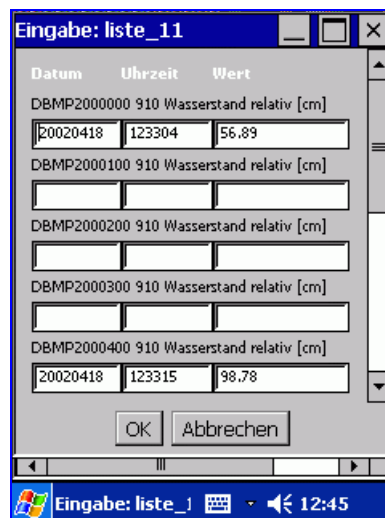 Eingabe: liste_11
Datum Uhrzeit Wert
DBMP2000000 910 Wasserstand relativ [cm]
20020418 123304 56.89
DBMP2000100 910 Wasserstand relativ [cm]
DBMP2000200 910 Wasserstand relativ [cm]
DBMP2000300 910 Wasserstand relativ [cm]
DBMP2000400 910 Wasserstand relativ [cm]
20020418 123315 98.78
OK Abbrechen
Eingabe: liste_1 12:45